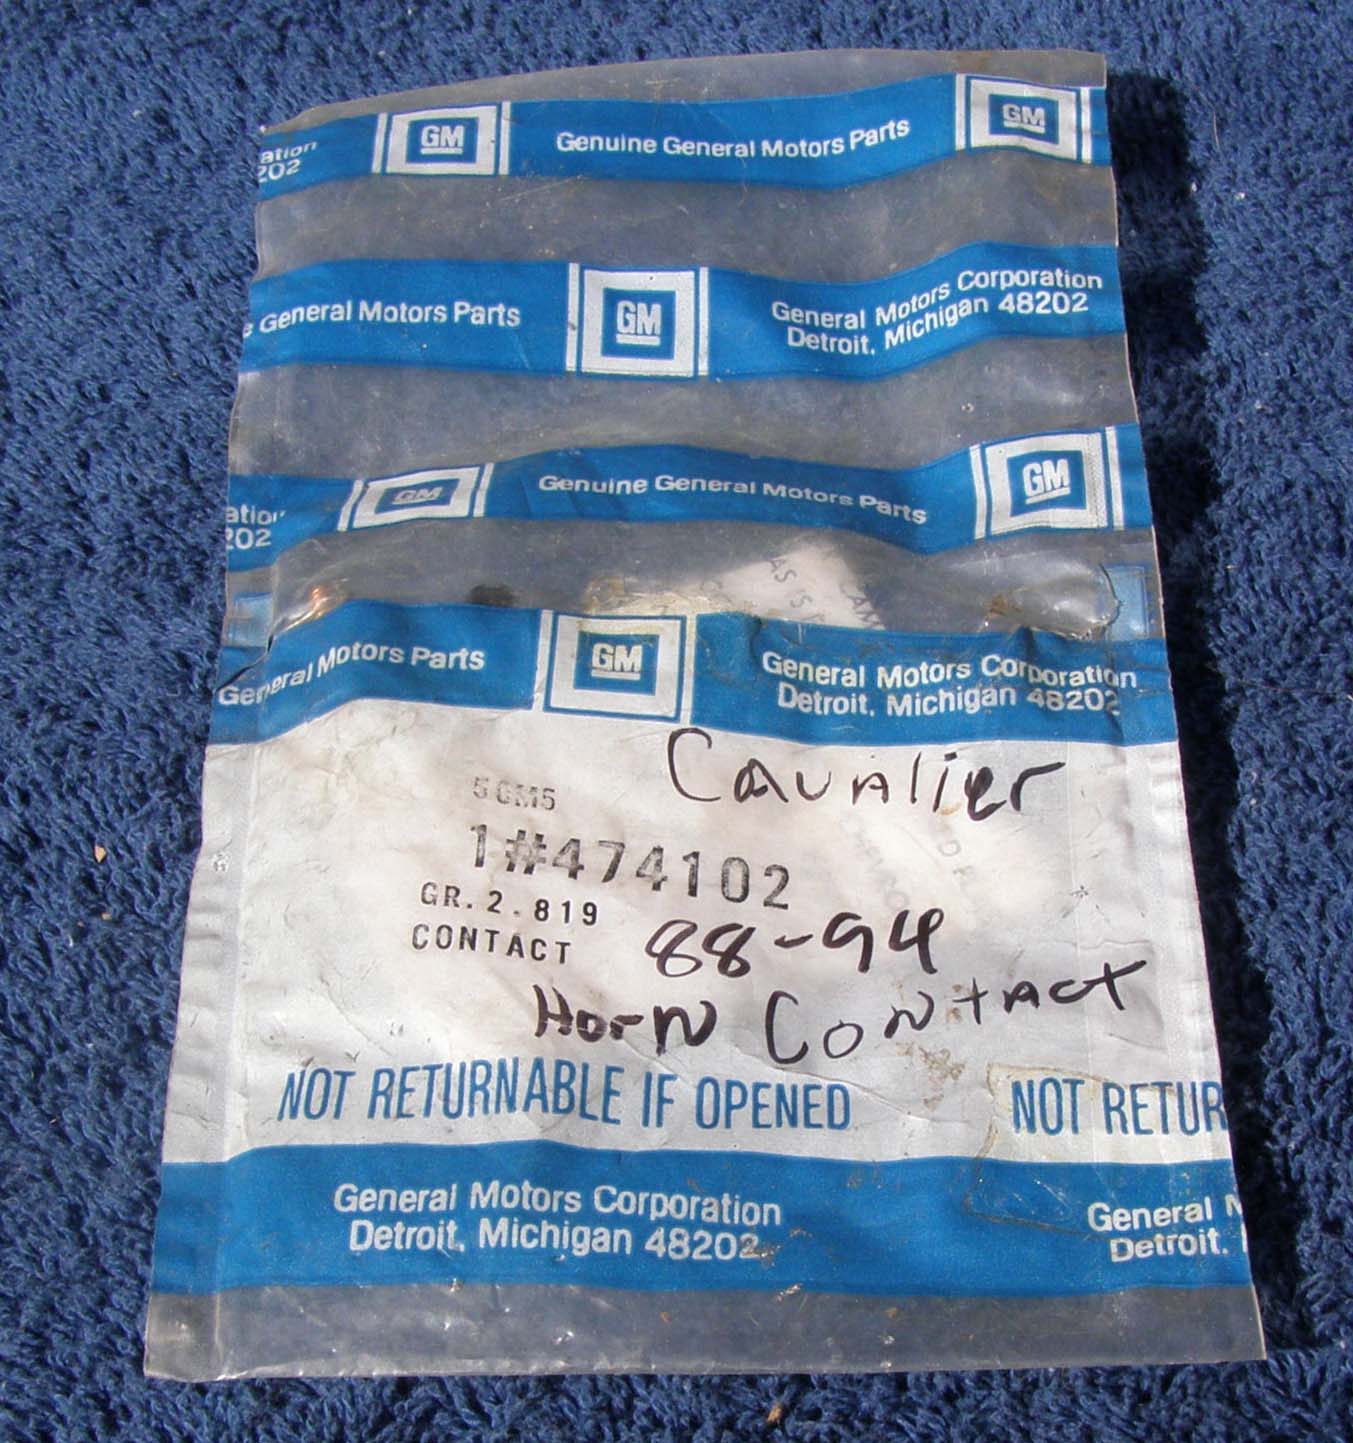 ation
202
GM
Genuine General Motors Parts
GM
e General Motors Parts
GM
General Motors Corporation
Detroit, Michigan 48202
ation
202
GM
Genuine General Motors Parts
GM
AS IS
General Motors Parts
GM
General Motors Corporation
Detroit, Michigan 48202
Cavalier
5GM5
1#474102
GR.2.819
CONTACT
88-94
Horn Contact
NOT RETURNABLE IF OPENED
NOT RETUR
General Motors Corporation
Detroit, Michigan 48202
General M
Detroit,